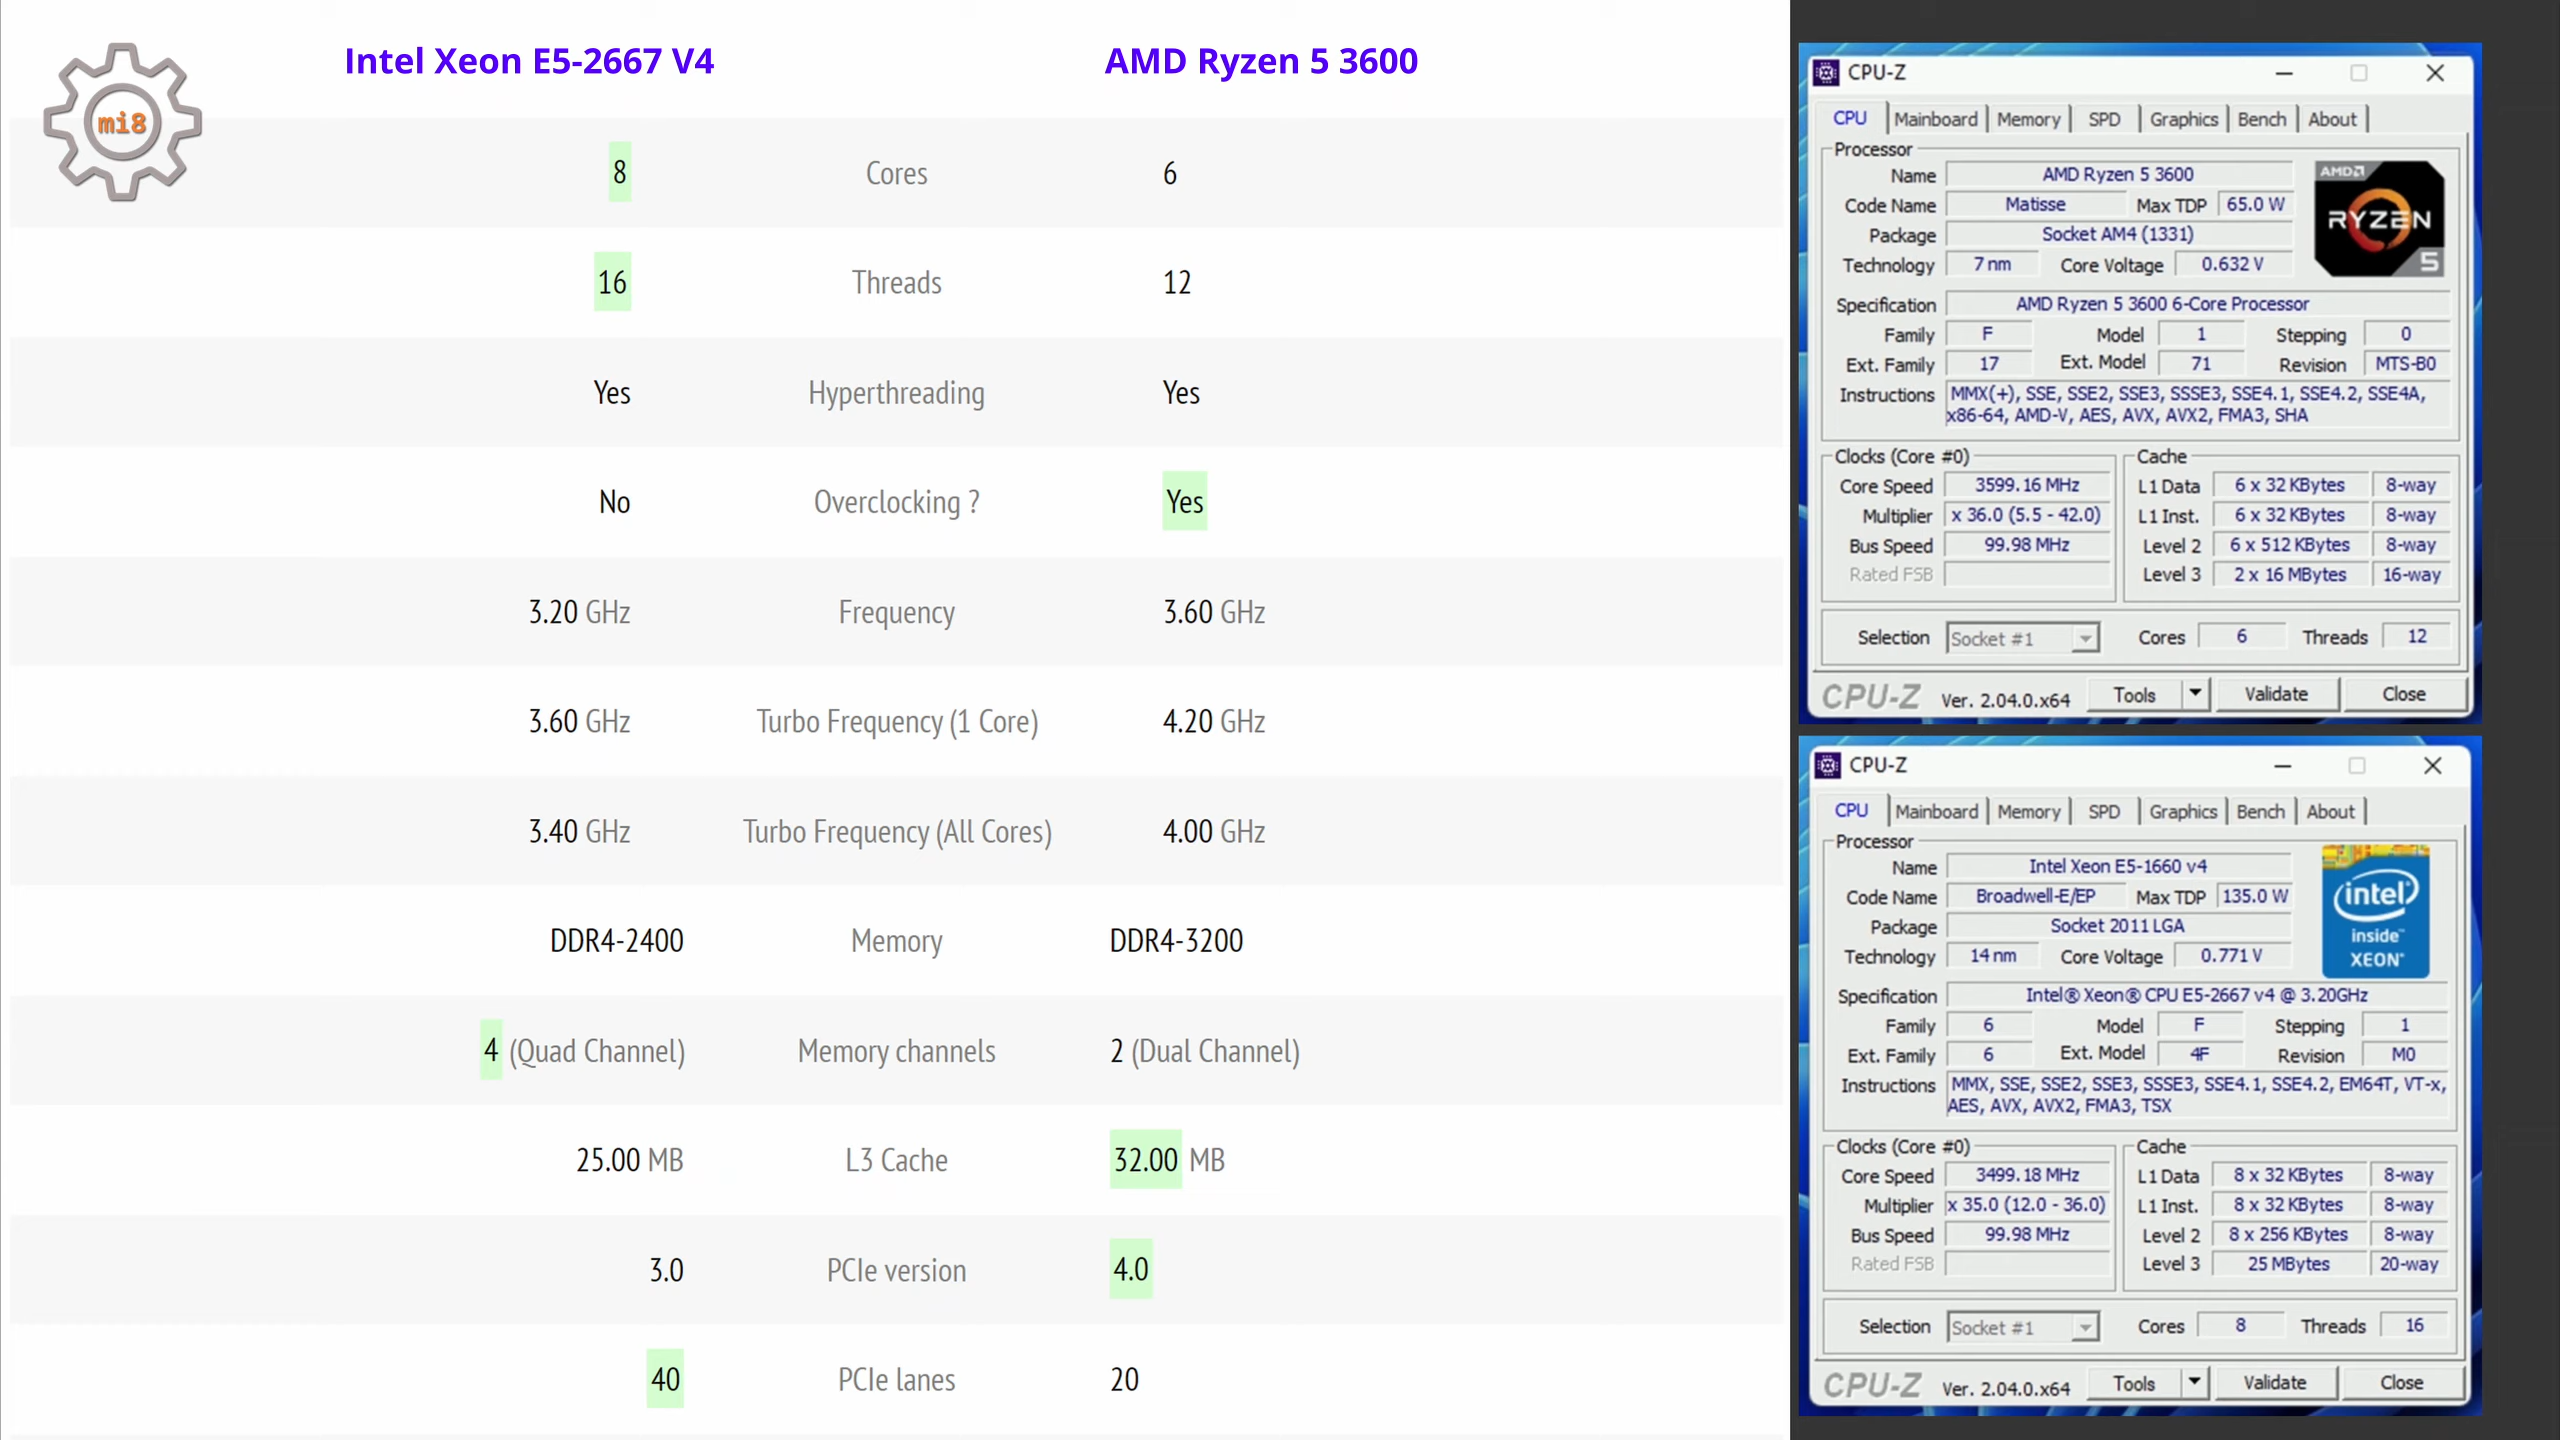 mi8
Intel Xeon E5-2667 V4 AMD Ryzen 5 3600
8 Cores 6
16 Threads 12
Yes Hyperthreading Yes
No Overclocking ? Yes
3.20 GHz Frequency 3.60 GHz
3.60 GHz Turbo Frequency (1 Core) 4.20 GHz
3.40 GHz Turbo Frequency (All Cores) 4.00 GHz
DDR4-2400 Memory DDR4-3200
4 (Quad Channel) Memory channels 2 (Dual Channel)
25.00 MB L3 Cache 32.00 MB
3.0 PCIe version 4.0
40 PCIe lanes 20
CPU-Z
CPU Mainboard Memory SPD Graphics Bench About
Processor
Name AMD Ryzen 5 3600
Code Name Matisse Max TDP 65.0 W
Package Socket AM4 (1331)
Technology 7 nm Core Voltage 0.632 V
AMD
RYZEN
5
Specification AMD Ryzen 5 3600 6-Core Processor
Family F Model 1 Stepping 0
Ext. Family 17 Ext. Model 71 Revision MTS-B0
Instructions MMX(+), SSE, SSE2, SSE3, SSSE3, SSE4.1, SSE4.2, SSE4A,
x86-64, AMD-V, AES, AVX, AVX2, FMA3, SHA
Clocks (Core #0) Cache
Core Speed 3599.16 MHz L1 Data 6 x 32 KBytes 8-way
Multiplier x 36.0 (5.5 - 42.0) L1 Inst. 6 x 32 KBytes 8-way
Bus Speed 99.98 MHz Level 2 6 x 512 KBytes 8-way
Rated FSB Level 3 2 x 16 MBytes 16-way
Selection Socket #1 Cores 6 Threads 12
CPU-Z Ver. 2.04.0.x64 Tools Validate Close
CPU-Z
CPU Mainboard Memory SPD Graphics Bench About
Processor
Name Intel Xeon E5-1660 v4
Code Name Broadwell-E/EP Max TDP 135.0 W
Package Socket 2011 LGA
Technology 14 nm Core Voltage 0.771 V
intel
inside™
XEON®
Specification Intel® Xeon® CPU E5-2667 v4 @ 3.20GHz
Family 6 Model F Stepping 1
Ext. Family 6 Ext. Model 4F Revision M0
Instructions MMX, SSE, SSE2, SSE3, SSSE3, SSE4.1, SSE4.2, EM64T, VT-x,
AES, AVX, AVX2, FMA3, TSX
Clocks (Core #0) Cache
Core Speed 3499.18 MHz L1 Data 8 x 32 KBytes 8-way
Multiplier x 35.0 (12.0 - 36.0) L1 Inst. 8 x 32 KBytes 8-way
Bus Speed 99.98 MHz Level 2 8 x 256 KBytes 8-way
Rated FSB Level 3 25 MBytes 20-way
Selection Socket #1 Cores 8 Threads 16
CPU-Z Ver. 2.04.0.x64 Tools Validate Close